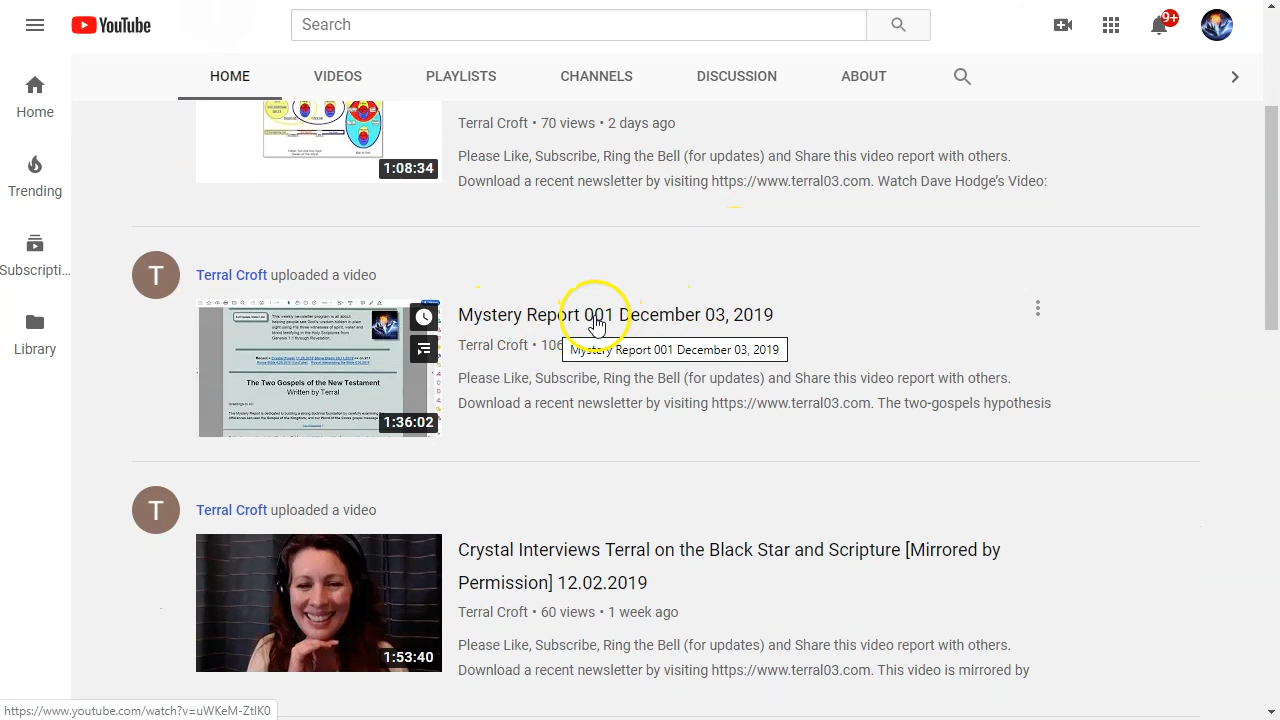 YouTube
Search
9+
HOME
VIDEOS
PLAYLISTS
CHANNELS
DISCUSSION
ABOUT
Home
Trending
Subscripti...
Library
1:08:34
Terral Croft • 70 views • 2 days ago
Please Like, Subscribe, Ring the Bell (for updates) and Share this video report with others.
Download a recent newsletter by visiting https://www.terral03.com. Watch Dave Hodge's Video:
T
Terral Croft uploaded a video
The Two Gospels of the New Testament
Written by Terral
1:36:02
Mystery Report 001 December 03, 2019
Terral Croft • 106
Mystery Report 001 December 03, 2019
Please Like, Subscribe, Ring the Bell (for updates) and Share this video report with others.
Download a recent newsletter by visiting https://www.terral03.com. The two-gospels hypothesis
T
Terral Croft uploaded a video
1:53:40
Crystal Interviews Terral on the Black Star and Scripture [Mirrored by
Permission] 12.02.2019
Terral Croft • 60 views • 1 week ago
Please Like, Subscribe, Ring the Bell (for updates) and Share this video report with others.
Download a recent newsletter by visiting https://www.terral03.com. This video is mirrored by
https://www.youtube.com/watch?v=uWKeM-ZtIK0